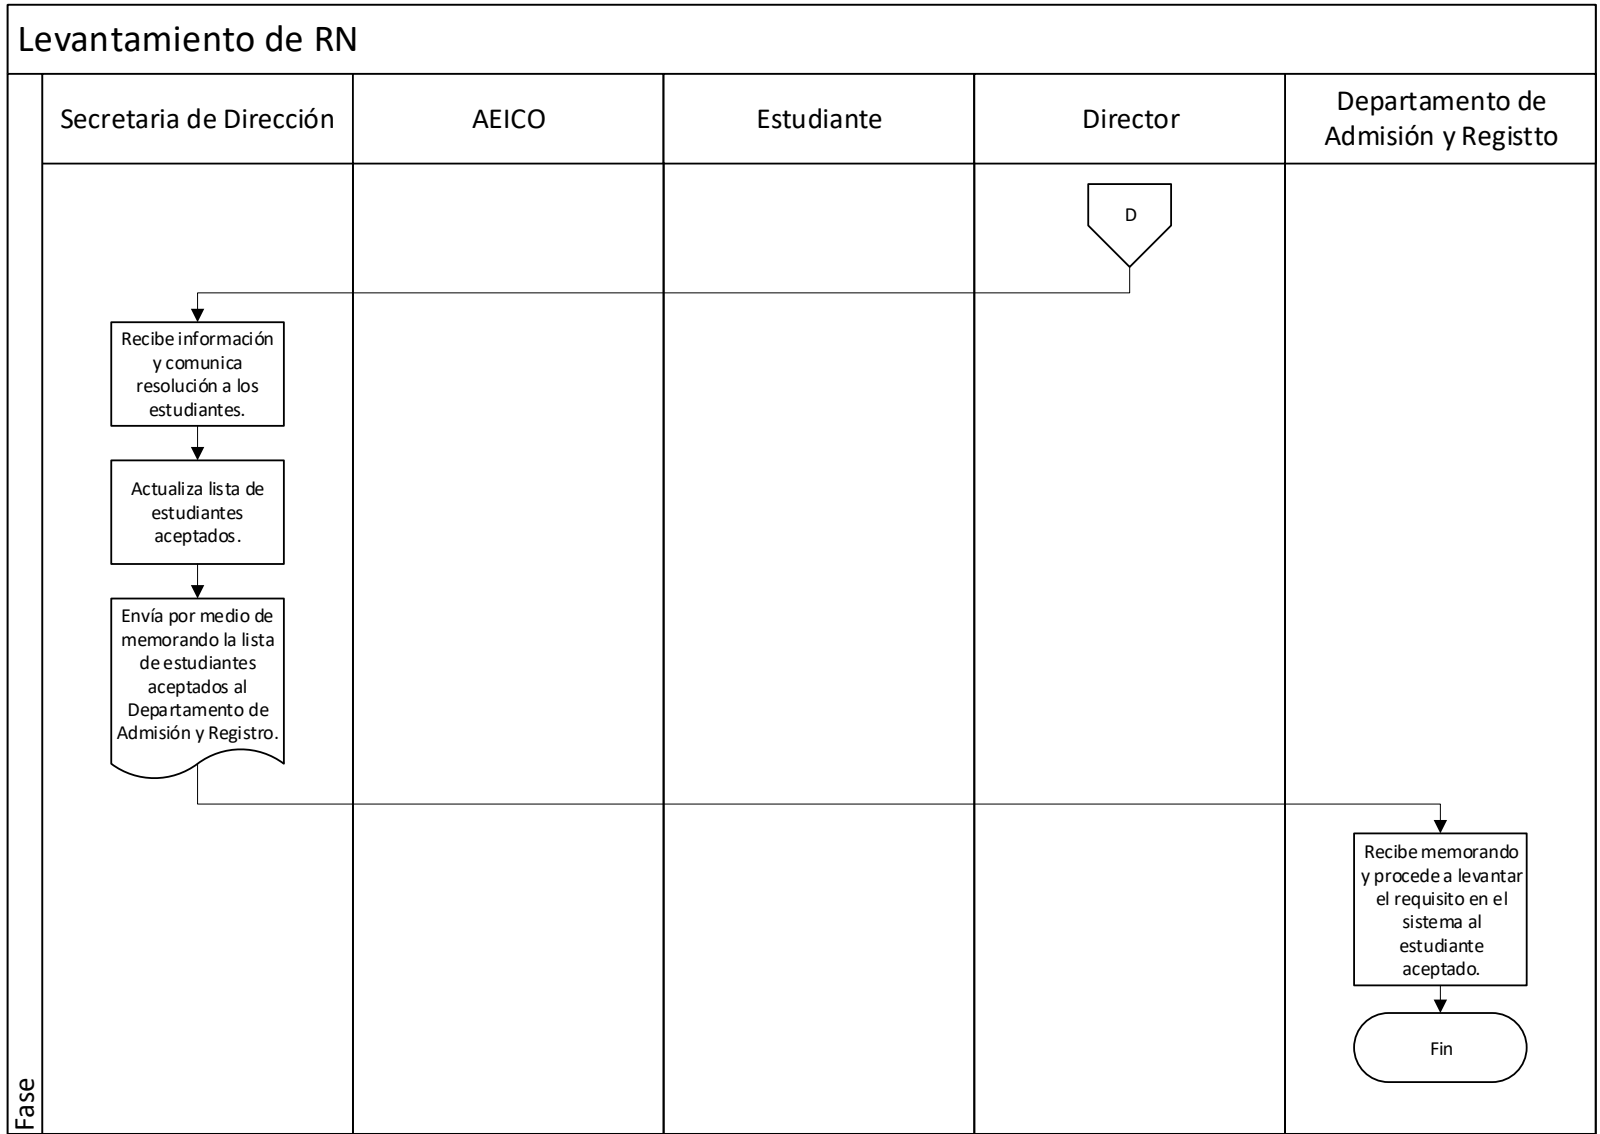 Levantamiento de RN
Secretaria de Dirección
AEICO
Estudiante
Director
Departamento de
Admisión y Registto
D
Recibe información
y comunica
resolución a los
estudiantes.
Actualiza lista de
estudiantes
aceptados.
Envía por medio de
memorando la lista
de estudiantes
aceptados al
Departamento de
Admisión y Registro.
Recibe memorando
y procede a levantar
el requisito en el
sistema al
estudiante
aceptado.
Fin
Fase